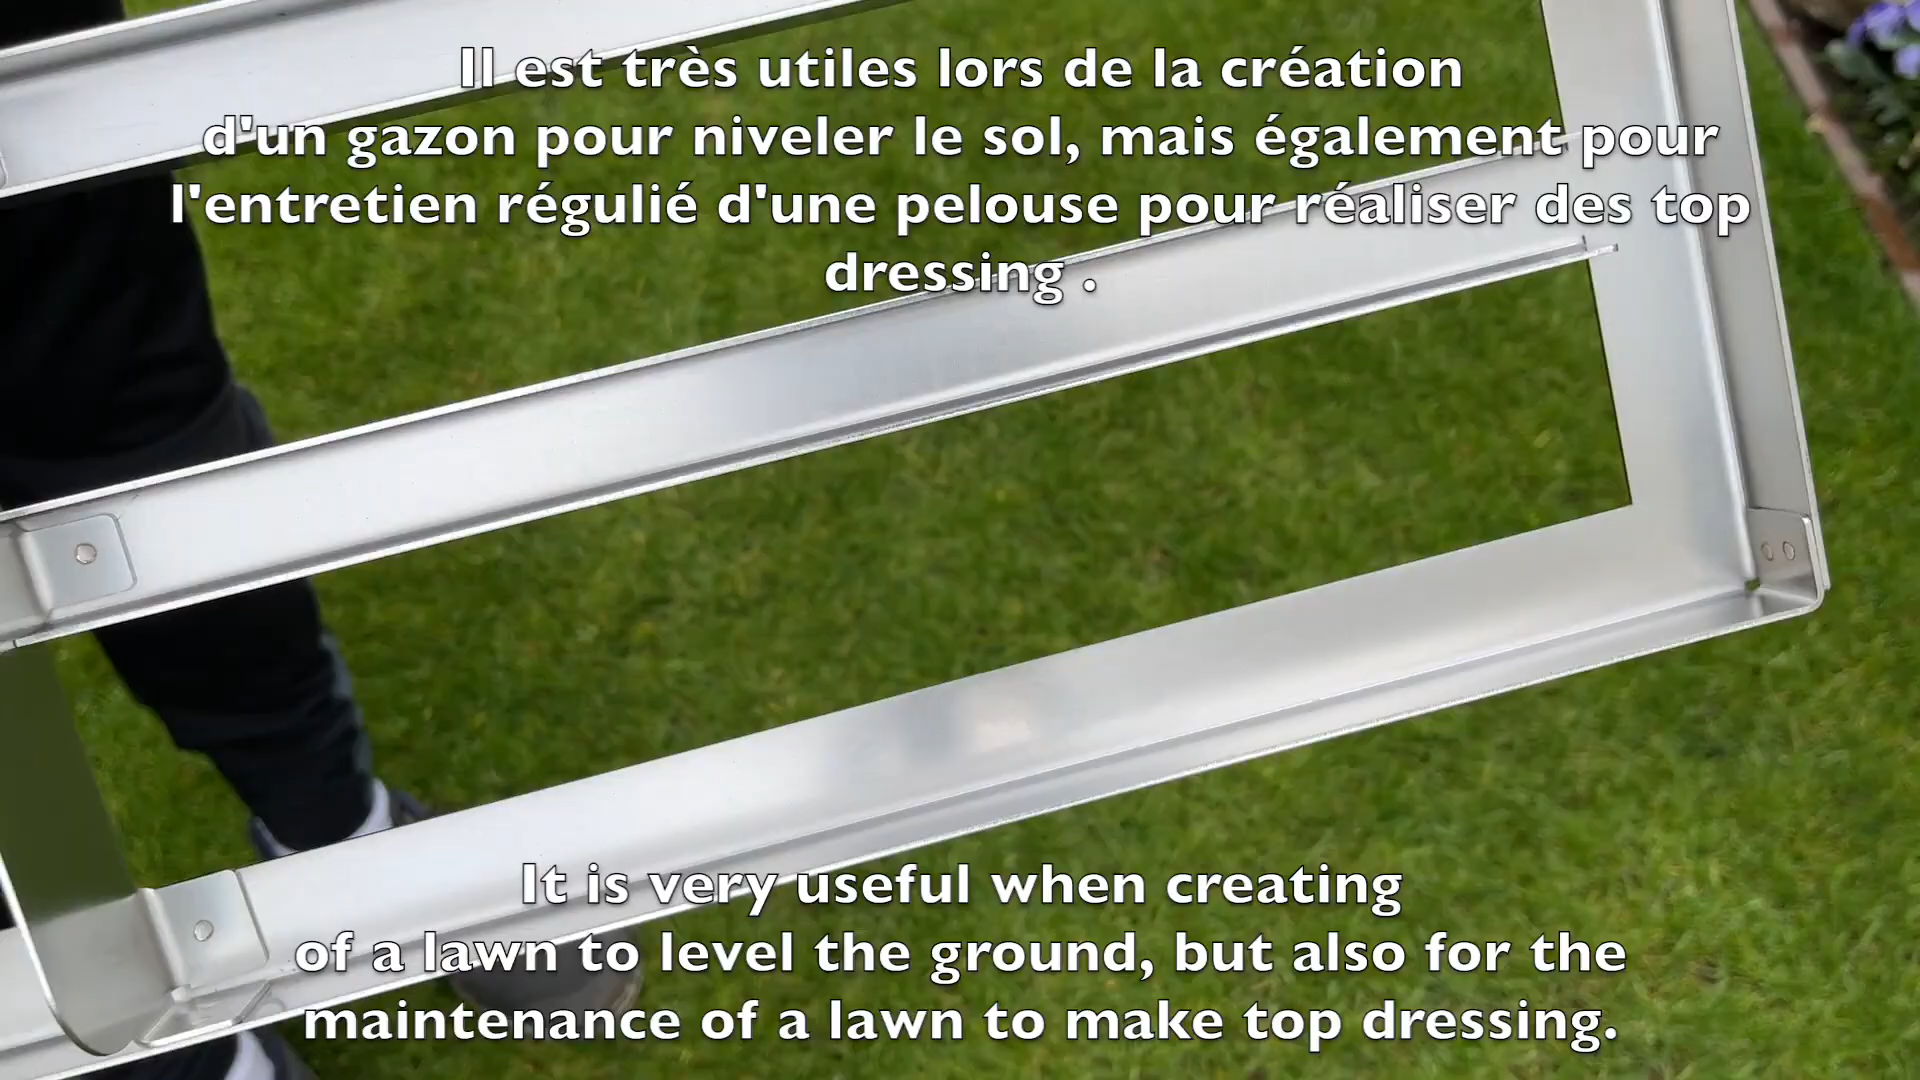 Il est très utiles lors de la création
d'un gazon pour niveler le sol, mais également pour
l'entretien régulié d'une pelouse pour réaliser des top
dressing .
It is very useful when creating
of a lawn to level the ground, but also for the
maintenance of a lawn to make top dressing.